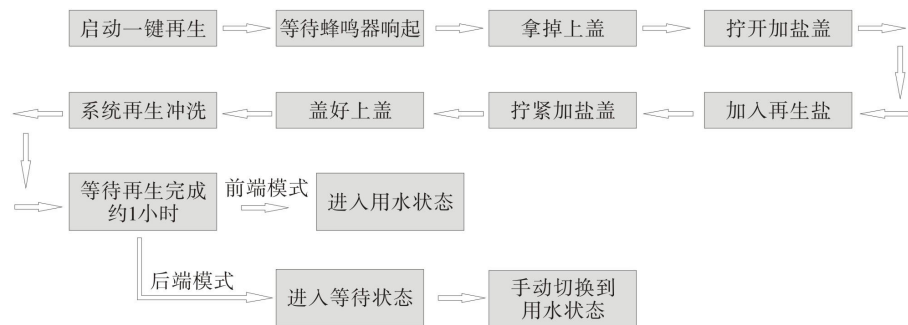 启动一键再生
等待蜂鸣器响起
拿掉上盖
拧开加盐盖
加入再生盐
拧紧加盐盖
盖好上盖
系统再生冲洗
等待再生完成
约1小时
前端模式
进入用水状态
后端模式
进入等待状态
手动切换到
用水状态